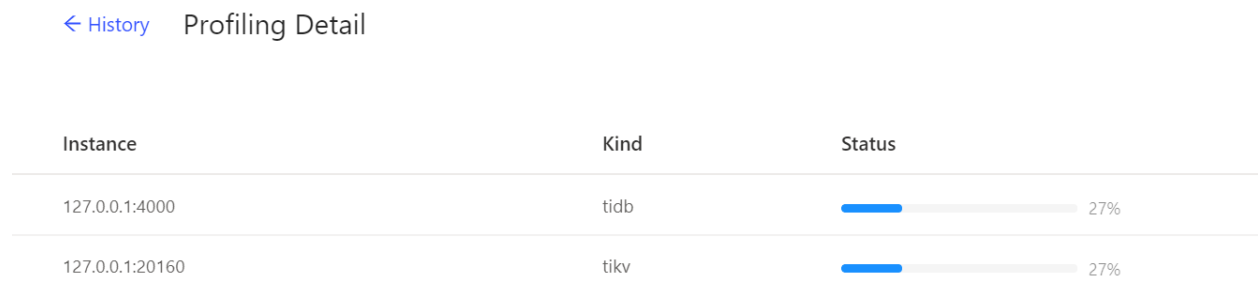 ← History Profiling Detail
Instance Kind Status
127.0.0.1:4000 tidb 27%
127.0.0.1:20160 tikv 27%